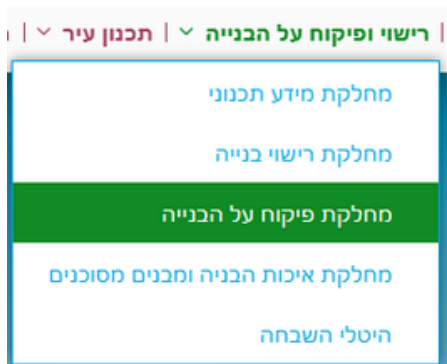 | רישוי ופיקוח על הבנייה | תכנון עיר |
מחלקת מידע תכנוני
מחלקת רישוי בנייה
מחלקת פיקוח על הבנייה
מחלקת איכות הבניה ומבנים מסוכנים
היטלי השבחה